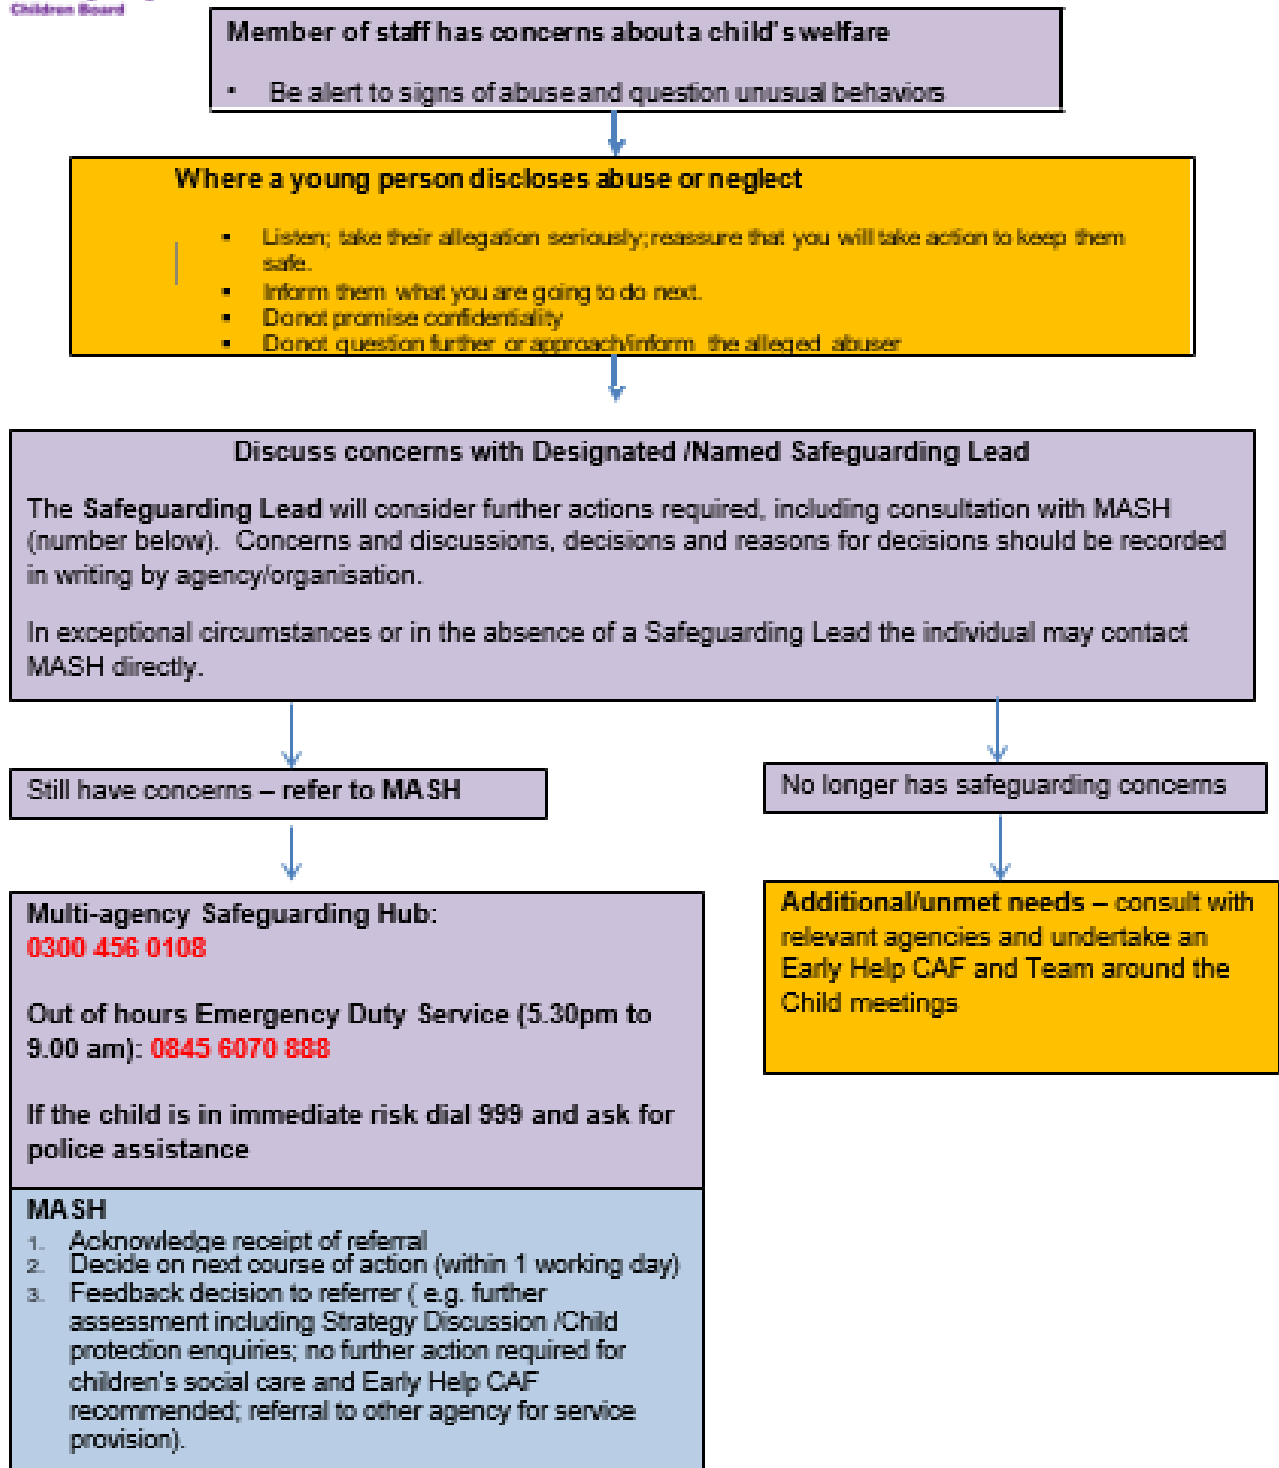 Children Board
Member of staff has concerns about a child's welfare
▪ Be alert to signs of abuse and question unusual behaviors
Where a young person discloses abuse or neglect
▪ Listen; take their allegation seriously; reassure that you will take action to keep them
safe.
▪ Inform them what you are going to do next.
▪ Do not promise confidentiality
▪ Do not question further or approach/inform the alleged abuser
Discuss concerns with Designated /Named Safeguarding Lead
The Safeguarding Lead will consider further actions required, including consultation with MASH
(number below). Concerns and discussions, decisions and reasons for decisions should be recorded
in writing by agency/organisation.
In exceptional circumstances or in the absence of a Safeguarding Lead the individual may contact
MASH directly.
Still have concerns – refer to MASH
No longer has safeguarding concerns
Multi-agency Safeguarding Hub:
0300 456 0108
Out of hours Emergency Duty Service (5.30pm to
9.00 am): 0845 6070 888
If the child is in immediate risk dial 999 and ask for
police assistance
Additional/unmet needs – consult with
relevant agencies and undertake an
Early Help CAF and Team around the
Child meetings
MASH
1. Acknowledge receipt of referral
2. Decide on next course of action (within 1 working day)
3. Feedback decision to referrer ( e.g. further
assessment including Strategy Discussion /Child
protection enquiries; no further action required for
children's social care and Early Help CAF
recommended; referral to other agency for service
provision).